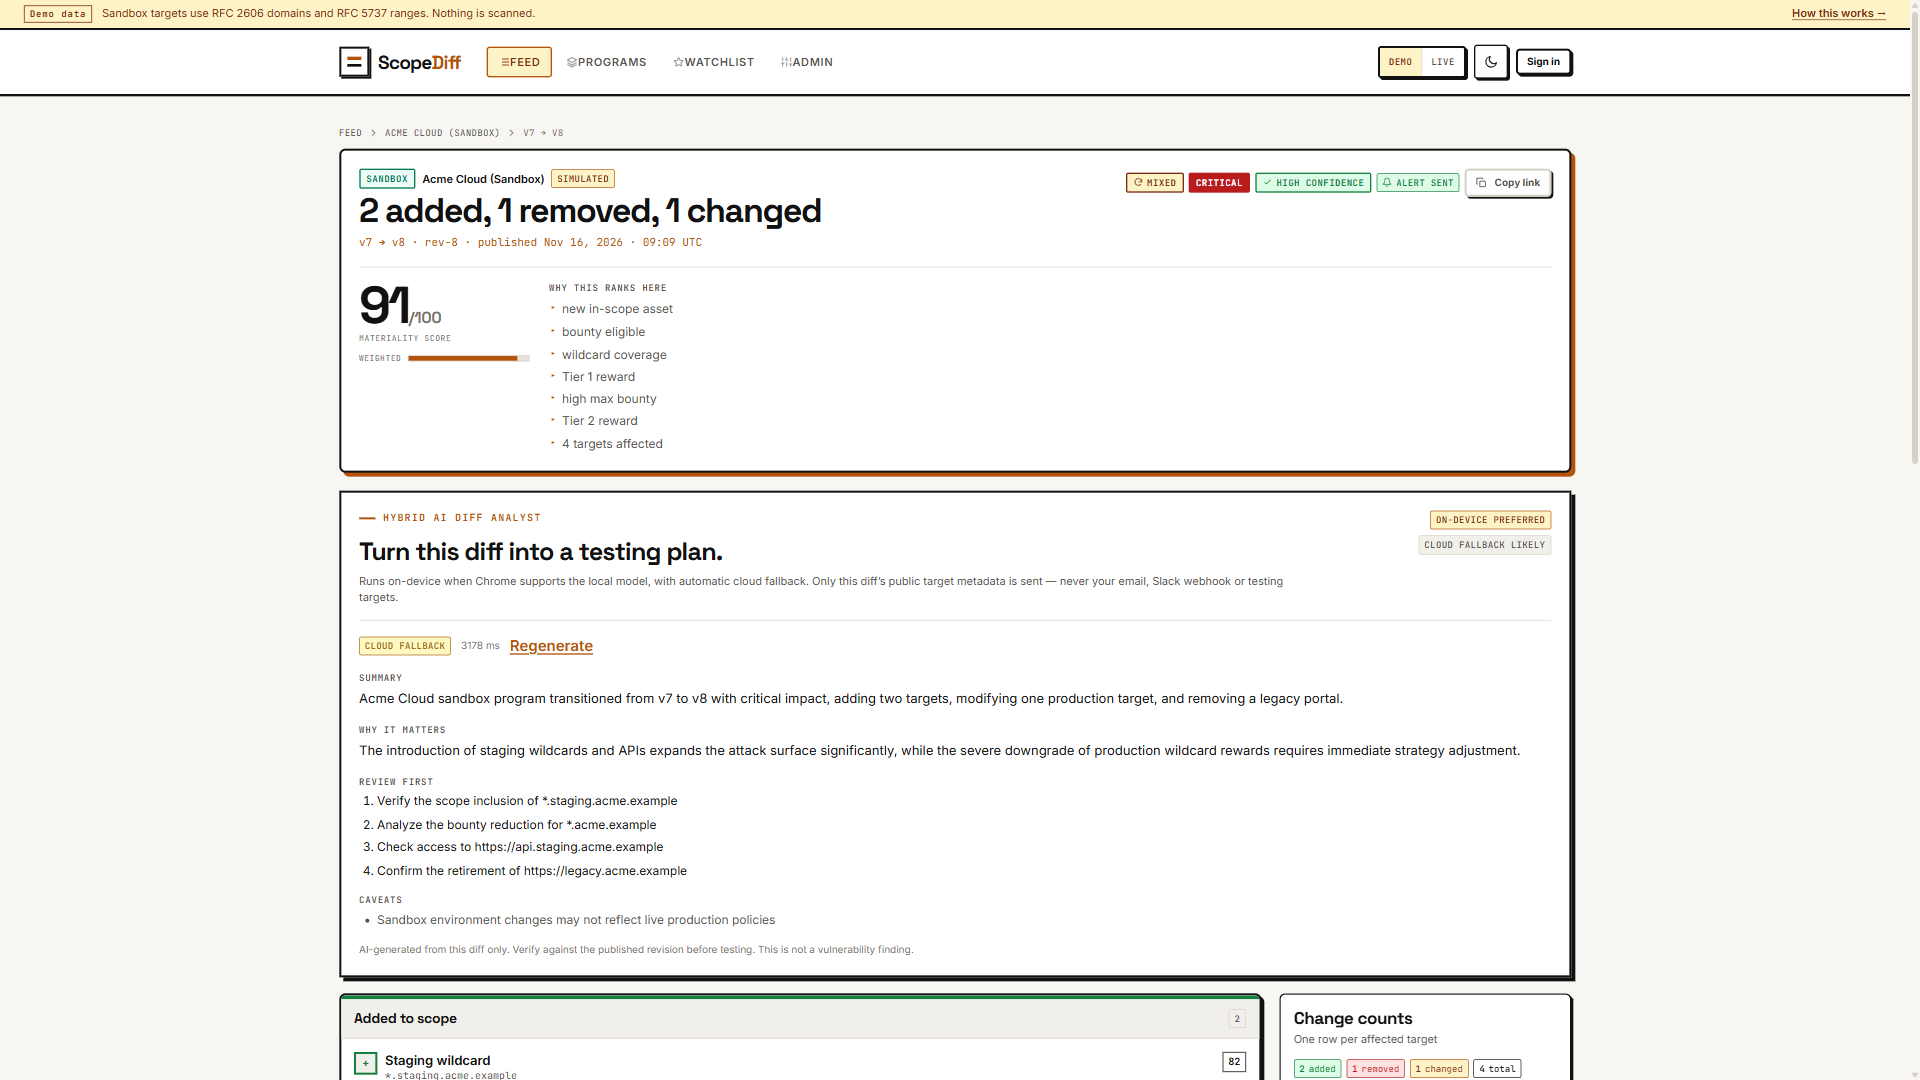 Demo data Sandbox targets use RFC 2606 domains and RFC 5737 ranges. Nothing is scanned. How this works →
ScopeDiff FEED PROGRAMS WATCHLIST ADMIN DEMO LIVE Sign in
FEED > ACME CLOUD (SANDBOX) > V7 → V8
SANDBOX Acme Cloud (Sandbox) SIMULATED MIXED CRITICAL ✓ HIGH CONFIDENCE ALERT SENT Copy link
2 added, 1 removed, 1 changed
v7 → v8 · rev-8 · published Nov 16, 2026 · 09:09 UTC
91/100
MATERIALITY SCORE
WEIGHTED
WHY THIS RANKS HERE
new in-scope asset
bounty eligible
wildcard coverage
Tier 1 reward
high max bounty
Tier 2 reward
4 targets affected
HYBRID AI DIFF ANALYST
ON-DEVICE PREFERRED
CLOUD FALLBACK LIKELY
Turn this diff into a testing plan.
Runs on-device when Chrome supports the local model, with automatic cloud fallback. Only this diff's public target metadata is sent — never your email, Slack webhook or testing
targets.
CLOUD FALLBACK 3178 ms Regenerate
SUMMARY
Acme Cloud sandbox program transitioned from v7 to v8 with critical impact, adding two targets, modifying one production target, and removing a legacy portal.
WHY IT MATTERS
The introduction of staging wildcards and APIs expands the attack surface significantly, while the severe downgrade of production wildcard rewards requires immediate strategy adjustment.
REVIEW FIRST
1. Verify the scope inclusion of *.staging.acme.example
2. Analyze the bounty reduction for *.acme.example
3. Check access to https://api.staging.acme.example
4. Confirm the retirement of https://legacy.acme.example
CAVEATS
• Sandbox environment changes may not reflect live production policies
AI-generated from this diff only. Verify against the published revision before testing. This is not a vulnerability finding.
Added to scope 2
+ Staging wildcard 82
*.staging.acme.example
Change counts
One row per affected target
2 added 1 removed 1 changed 4 total